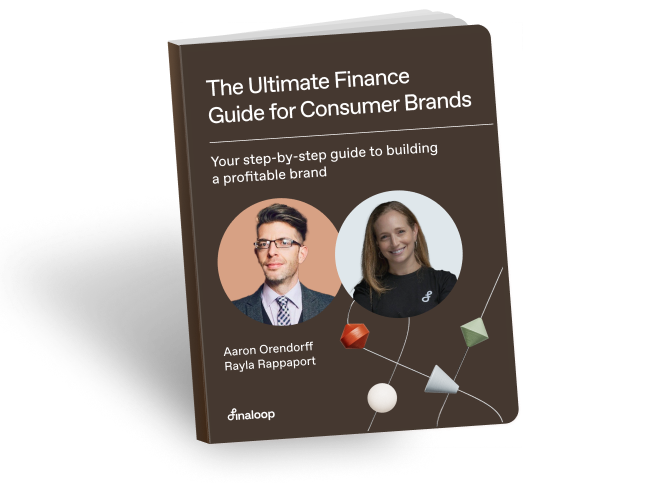 The Ultimate Finance
Guide for Consumer Brands
Your step-by-step guide to building
a profitable brand
Aaron Orendorff
Rayla Rappaport
finaloop